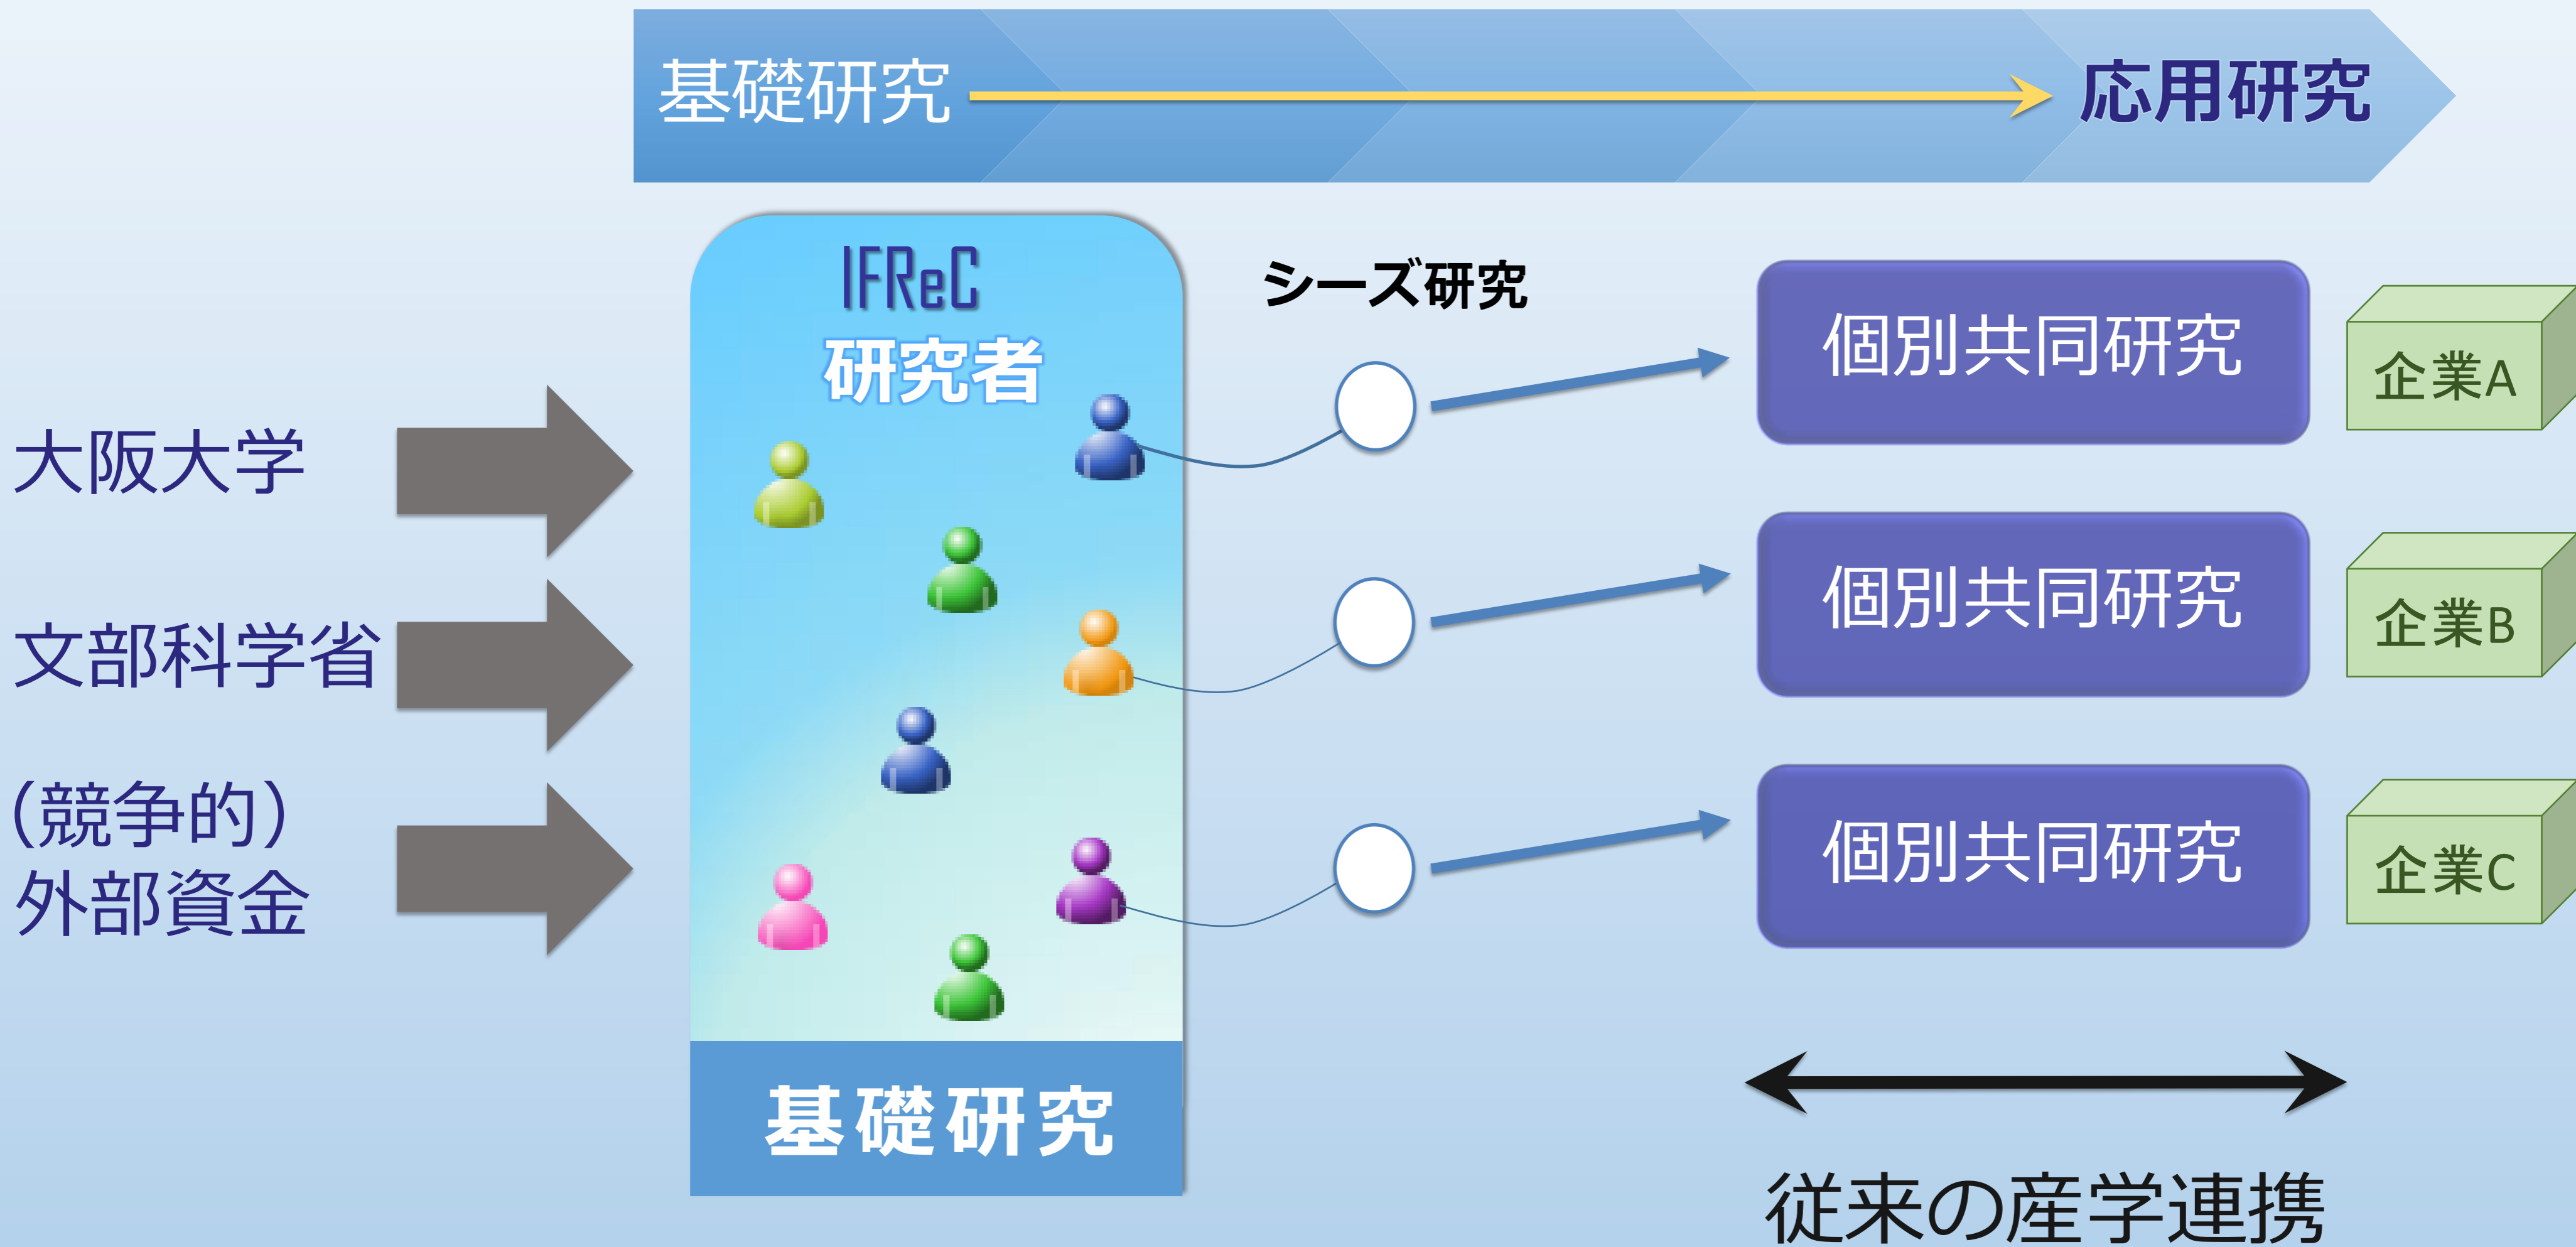 基礎研究
応用研究
IFReC
研究者
シーズ研究
大阪大学
文部科学省
(競争的)
外部資金
個別共同研究
企業A
個別共同研究
企業B
個別共同研究
企業C
基礎研究
従来の産学連携